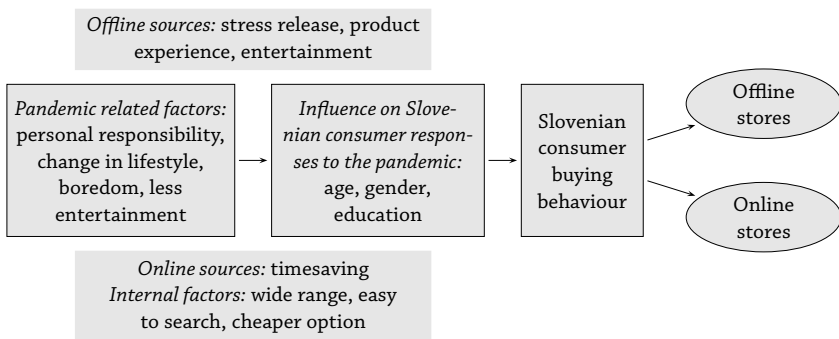 Offline sources: stress release, product
experience, entertainment
Pandemic related factors:
personal responsibility,
change in lifestyle,
boredom, less
entertainment
Influence on Slove-
nian consumer respon-
ses to the pandemic:
age, gender,
education
Slovenian
consumer
buying
behaviour
Offline
stores
Online
stores
Online sources: timesaving
Internal factors: wide range, easy
to search, cheaper option